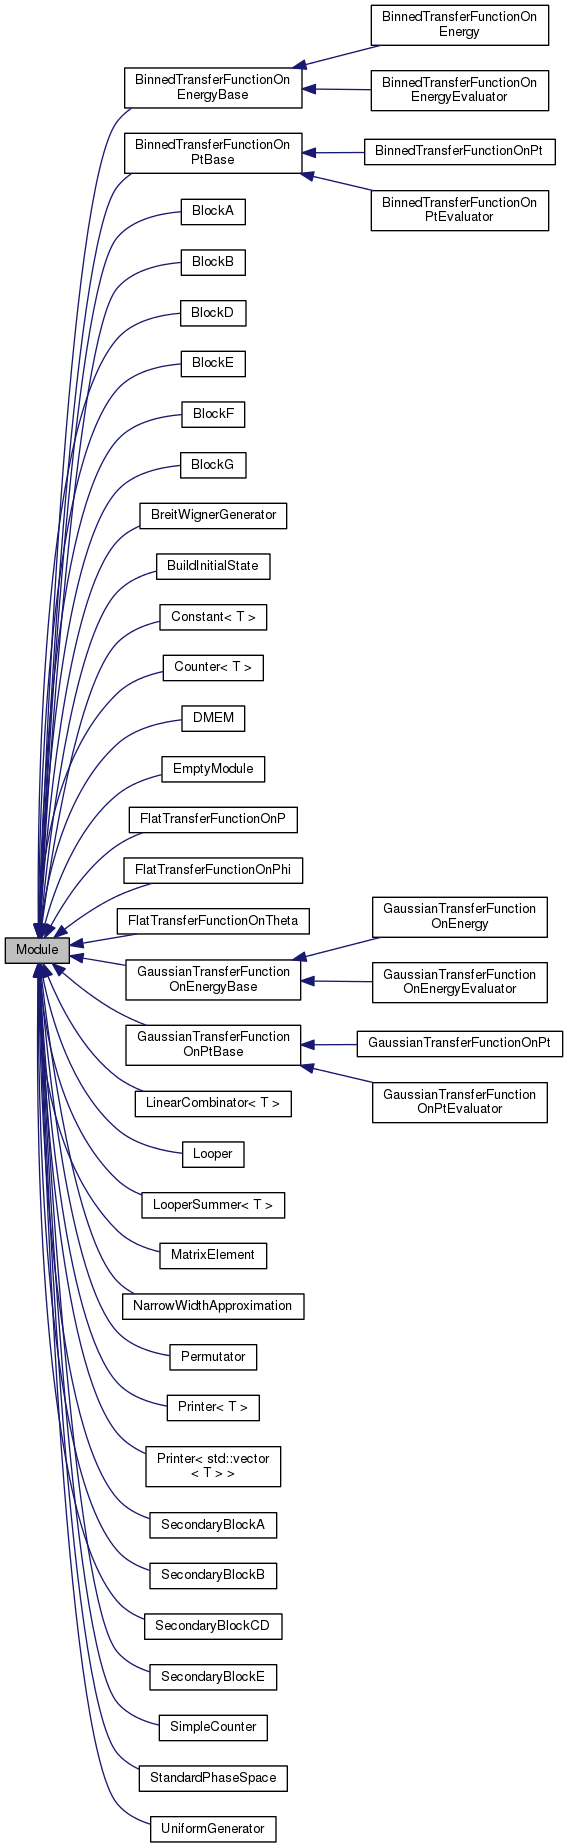 BinnedTransferFunctionOn
Energy
BinnedTransferFunctionOn
EnergyBase
BinnedTransferFunctionOn
EnergyEvaluator
BinnedTransferFunctionOn
PtBase
BinnedTransferFunctionOnPt
BinnedTransferFunctionOn
PtEvaluator
BlockA
BlockB
BlockD
BlockE
BlockF
BlockG
BreitWignerGenerator
BuildInitialState
Constant< T >
Counter< T >
DMEM
EmptyModule
FlatTransferFunctionOnP
FlatTransferFunctionOnPhi
FlatTransferFunctionOnTheta
Module
GaussianTransferFunction
OnEnergy
GaussianTransferFunction
OnEnergyBase
GaussianTransferFunction
OnEnergyEvaluator
GaussianTransferFunction
OnPtBase
GaussianTransferFunctionOnPt
GaussianTransferFunction
OnPtEvaluator
LinearCombinator< T >
Looper
LooperSummer< T >
MatrixElement
NarrowWidthApproximation
Permutator
Printer< T >
Printer< std::vector
< T > >
SecondaryBlockA
SecondaryBlockB
SecondaryBlockCD
SecondaryBlockE
SimpleCounter
StandardPhaseSpace
UniformGenerator